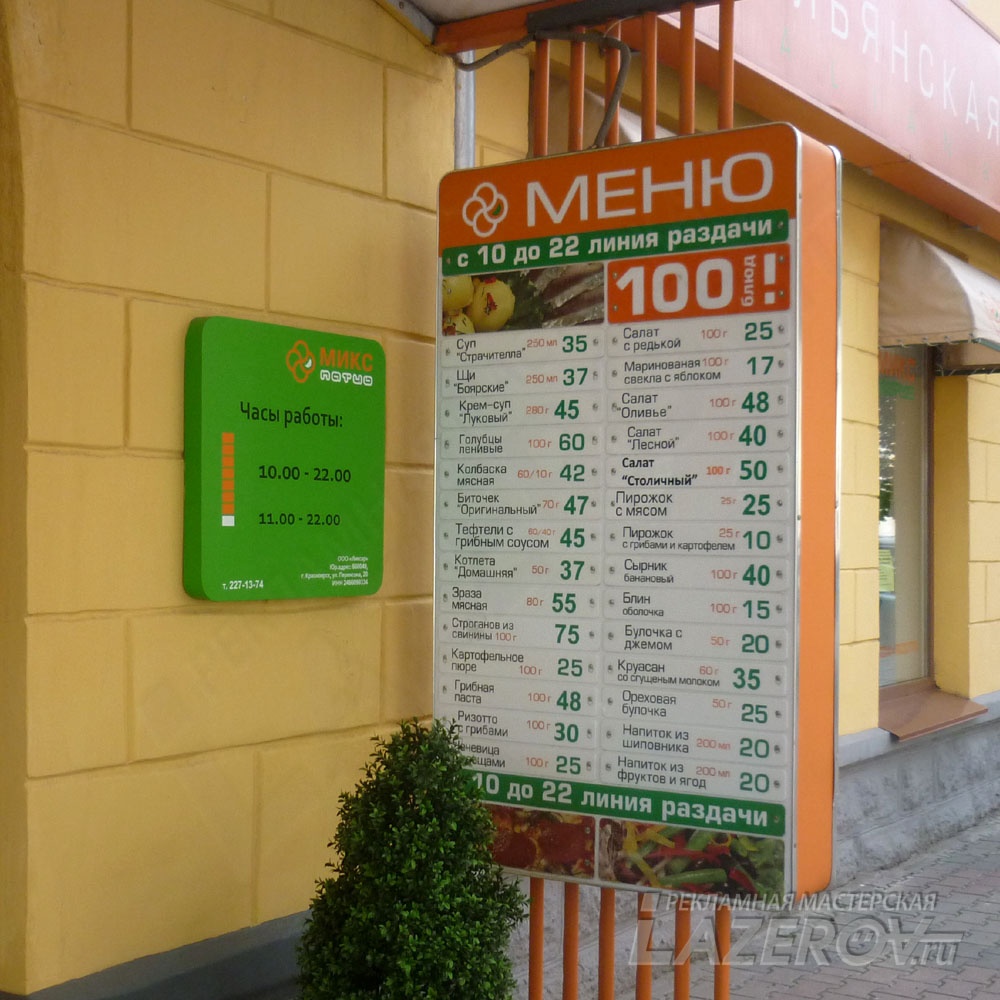 ЛЬЯНСКАЯ
МЕНЮ
с 10 до 22 линия раздачи
100 блюд !
Суп
"Страчителла" 250 мл 35
Щи
"Боярские" 250 мл 37
Крем-суп
"Луковый" 280 г 45
Голубцы
ленивые 100 г 60
Колбаска
мясная 60/10 г 42
Биточек
"Оригинальный" 70 г 47
Тефтели с
грибным соусом 60/40 г 45
Котлета
"Домашняя" 50 г 37
Зраза
мясная 80 г 55
Строганов из
свинины 100 г 75
Картофельное
пюре 100 г 25
Грибная
паста 100 г 48
Ризотто
с грибами 100 г 30
100 г 25
Салат
с редькой 100 г 25
Маринованая
свекла с яблоком 100 г 17
Салат
"Оливье" 100 г 48
Салат
"Лесной" 100 г 40
Салат
"Столичный" 100 г 50
Пирожок
с мясом 25 г 25
Пирожок
с грибами и картофелем 25 г 10
Сырник
банановый 100 г 40
Блин
оболочка 100 г 15
Булочка с
джемом 50 г 20
Круасан
со сгущеным молоком 60 г 35
Ореховая
булочка 50 г 25
Напиток из
шиповника 200 мл 20
Напиток из
фруктов и ягод 200 мл 20
10 до 22 линия раздачи
МИКС
патио
Часы работы:
10.00 - 22.00
11.00 - 22.00
т. 227-13-74
РЕКЛАМНАЯ МАСТЕРСКАЯ
LAZEROV.ru